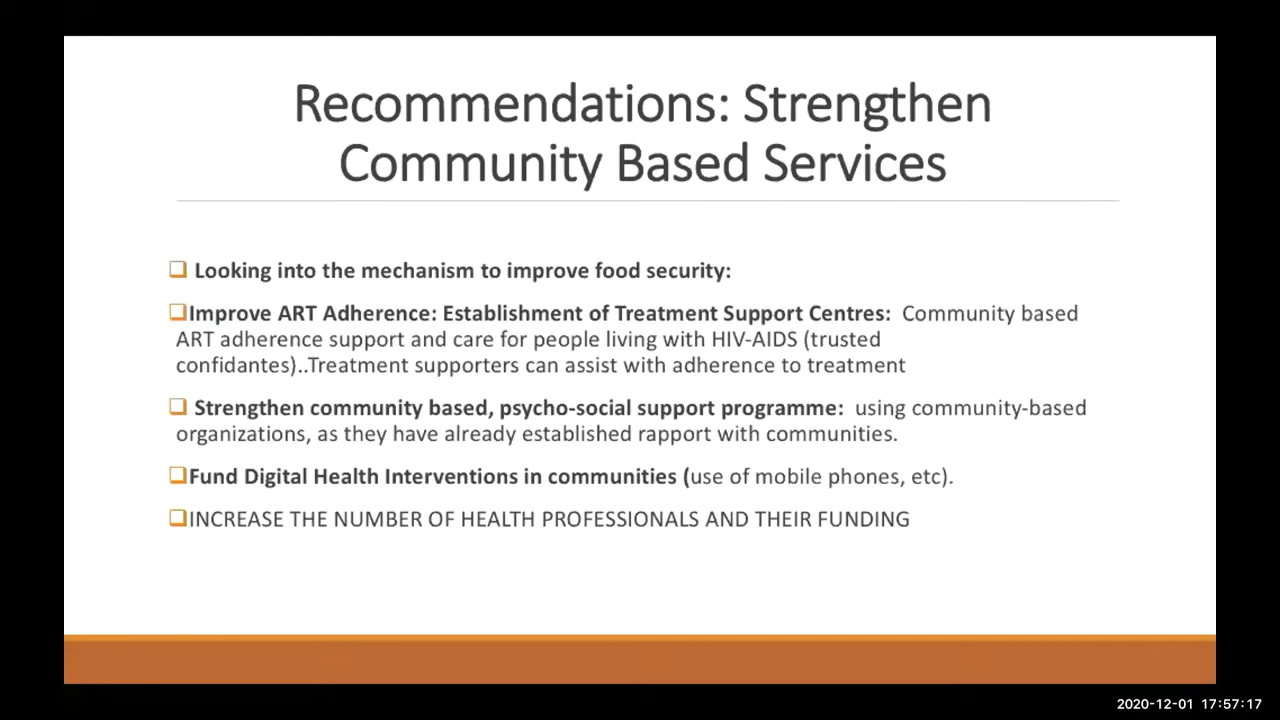 Recommendations: Strengthen
Community Based Services
❑ Looking into the mechanism to improve food security:
❑Improve ART Adherence: Establishment of Treatment Support Centres:  Community based
ART adherence support and care for people living with HIV-AIDS (trusted
confidantes)..Treatment supporters can assist with adherence to treatment
❑ Strengthen community based, psycho-social support programme:  using community-based
organizations, as they have already established rapport with communities.
❑Fund Digital Health Interventions in communities (use of mobile phones, etc).
❑INCREASE THE NUMBER OF HEALTH PROFESSIONALS AND THEIR FUNDING
2020-12-01 17:57:17